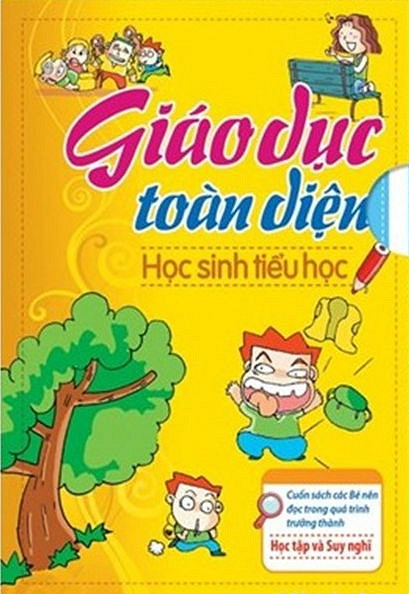 Giáo dục
toàn diện
Học sinh tiểu học
Cuốn sách các Bé nên
đọc trong quá trình
trưởng thành
Học tập và Suy nghĩ